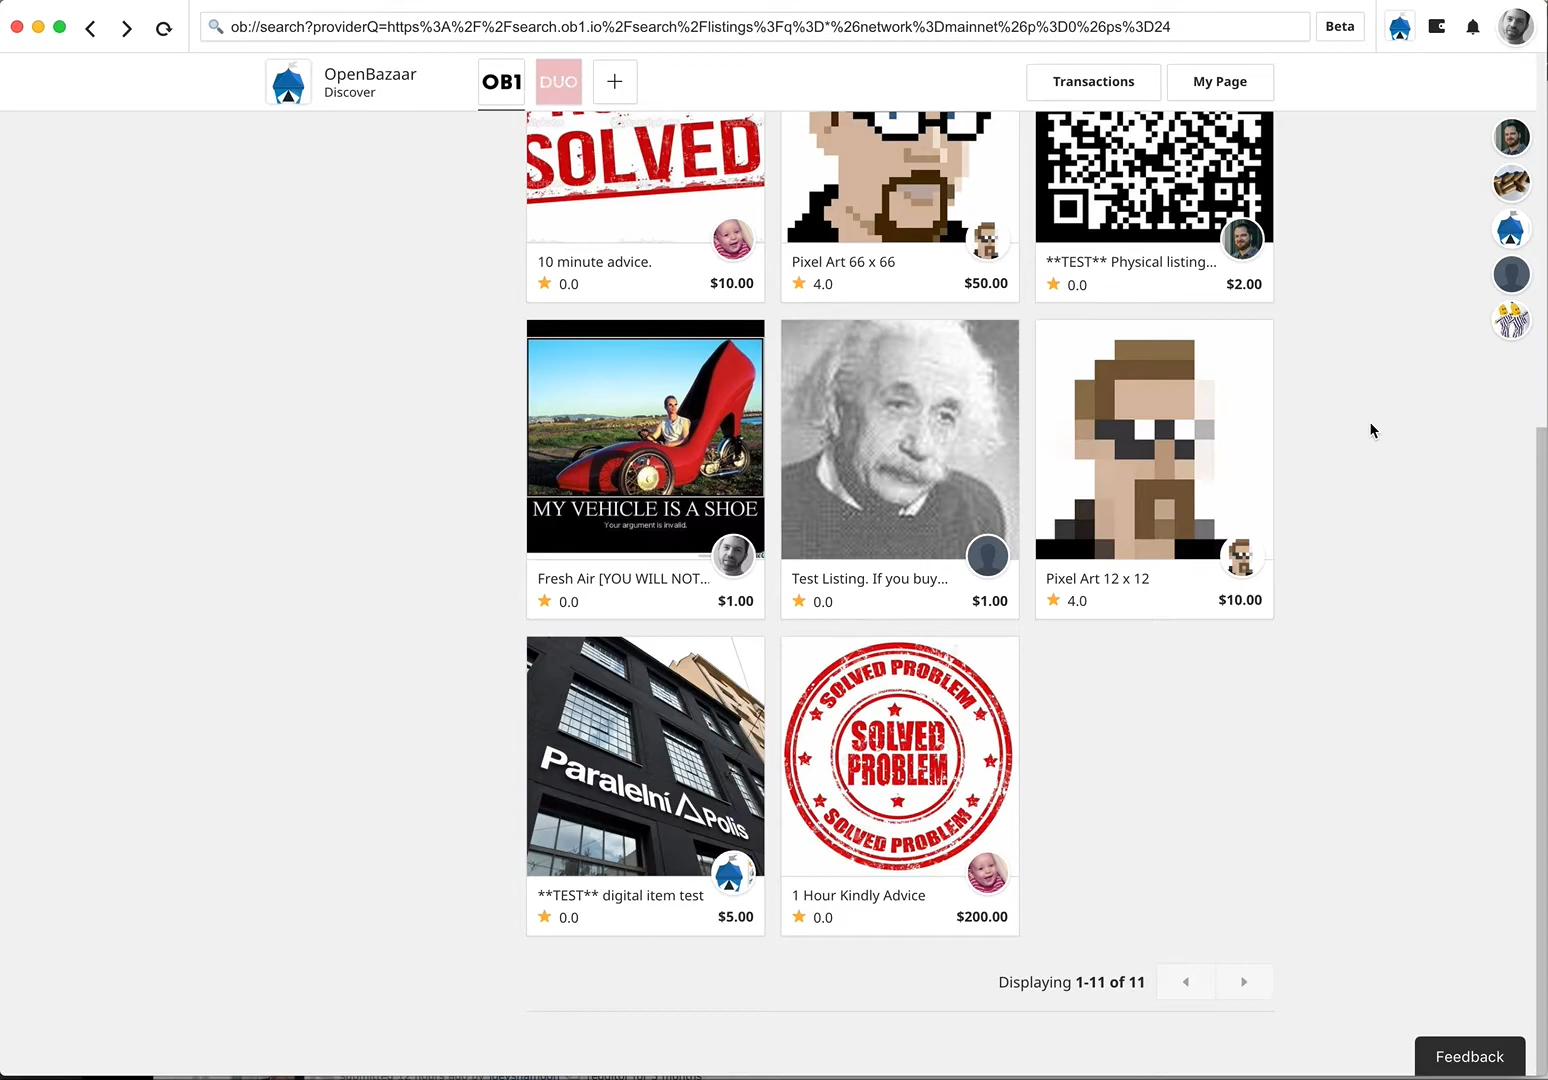 ob://search?providerQ=https%3A%2F%2Fsearch.ob1.io%2Fsearch%2Flistings%3Fq%3D*%26network%3Dmainnet%26p%3D0%26ps%3D24
Beta
OpenBazaar
Discover
OB1
DUO
Transactions
My Page
SOLVED
10 minute advice.
0.0
$10.00
Pixel Art 66 x 66
4.0
$50.00
**TEST** Physical listing...
0.0
$2.00
MY VEHICLE IS A SHOE
Your argument is invalid.
Fresh Air [YOU WILL NOT...
0.0
$1.00
Test Listing. If you buy...
0.0
$1.00
Pixel Art 12 x 12
4.0
$10.00
Paralelní Polis
**TEST** digital item test
0.0
$5.00
SOLVED PROBLEM
SOLVED
PROBLEM
SOLVED PROBLEM
1 Hour Kindly Advice
0.0
$200.00
Displaying 1-11 of 11
Feedback